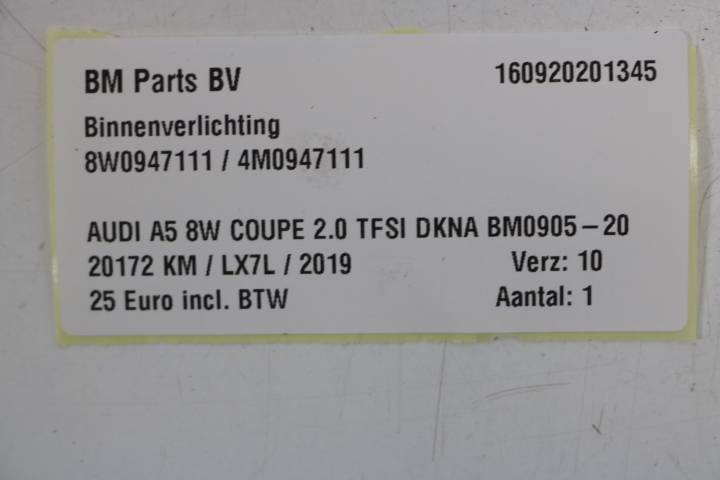 BM Parts BV 160920201345
Binnenverlichting
8W0947111 / 4M0947111
AUDI A5 8W COUPE 2.0 TFSI DKNA BM0905-20
20172 KM / LX7L / 2019 Verz: 10
25 Euro incl. BTW Aantal: 1